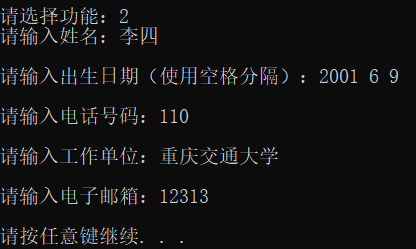 请选择功能：2
请输入姓名：李四
请输入出生日期（使用空格分隔）：2001 6 9
请输入电话号码：110
请输入工作单位：重庆交通大学
请输入电子邮箱：12313
请按任意键继续. . .